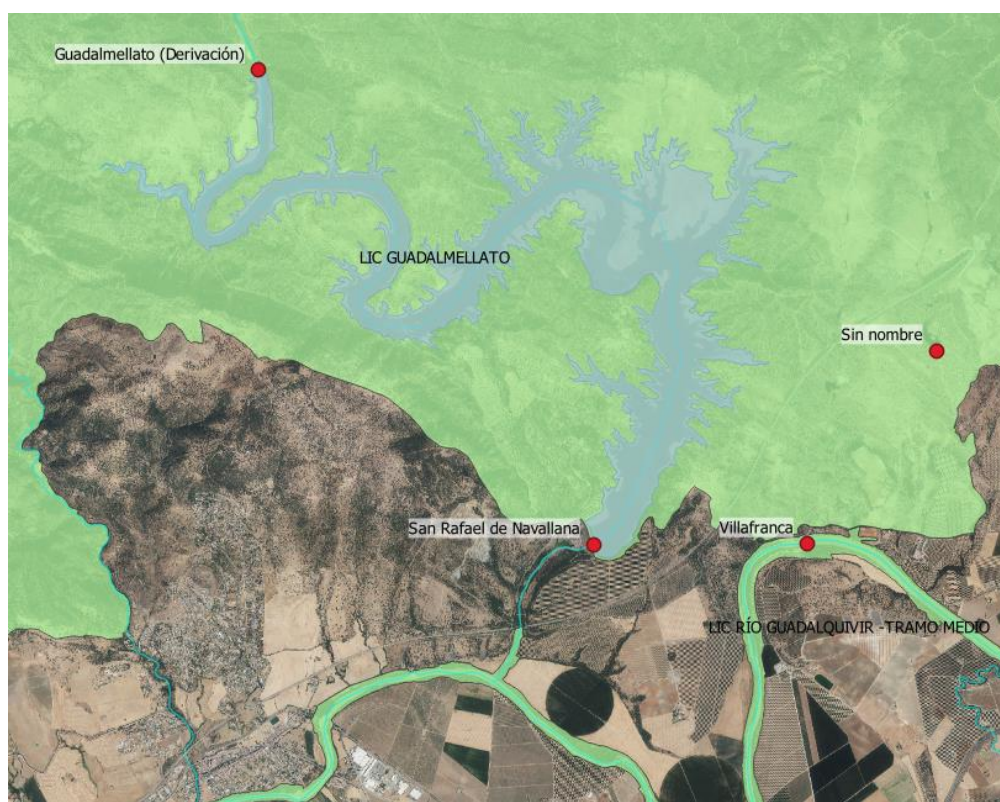 Guadalmellato (Derivación)
LIC GUADALMELLATO
Sin nombre
San Rafael de Navallana
Villafranca
LIC RÍO GUADALQUIVIR -TRAMO MEDIO